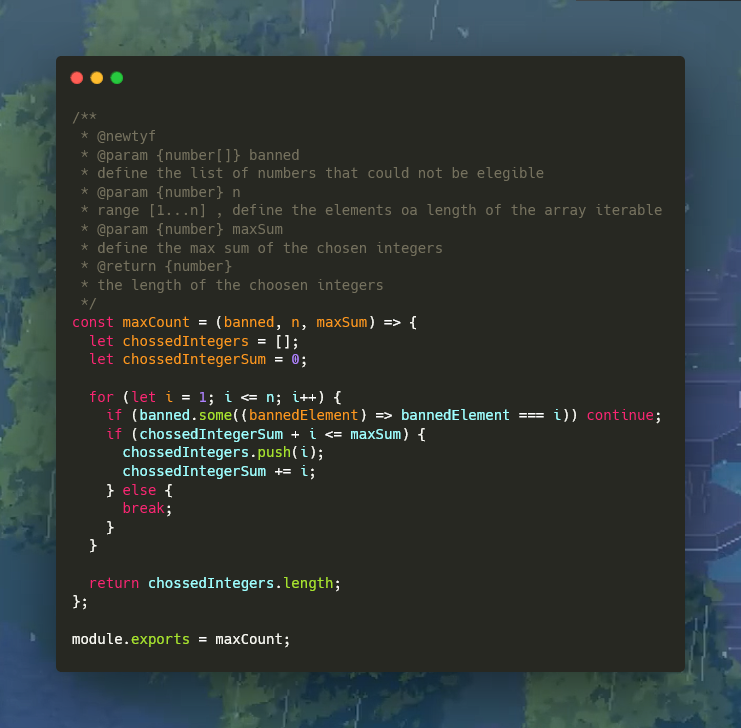 /**
 * @newtyf
 * @param {number[]} banned
 * define the list of numbers that could not be elegible
 * @param {number} n
 * range [1...n] , define the elements oa length of the array iterable
 * @param {number} maxSum
 * define the max sum of the chosen integers
 * @return {number}
 * the length of the choosen integers
 */
const maxCount = (banned, n, maxSum) => {
  let chossedIntegers = [];
  let chossedIntegerSum = 0;

  for (let i = 1; i <= n; i++) {
    if (banned.some((bannedElement) => bannedElement === i)) continue;
    if (chossedIntegerSum + i <= maxSum) {
      chossedIntegers.push(i);
      chossedIntegerSum += i;
    } else {
      break;
    }
  }

  return chossedIntegers.length;
};

module.exports = maxCount;